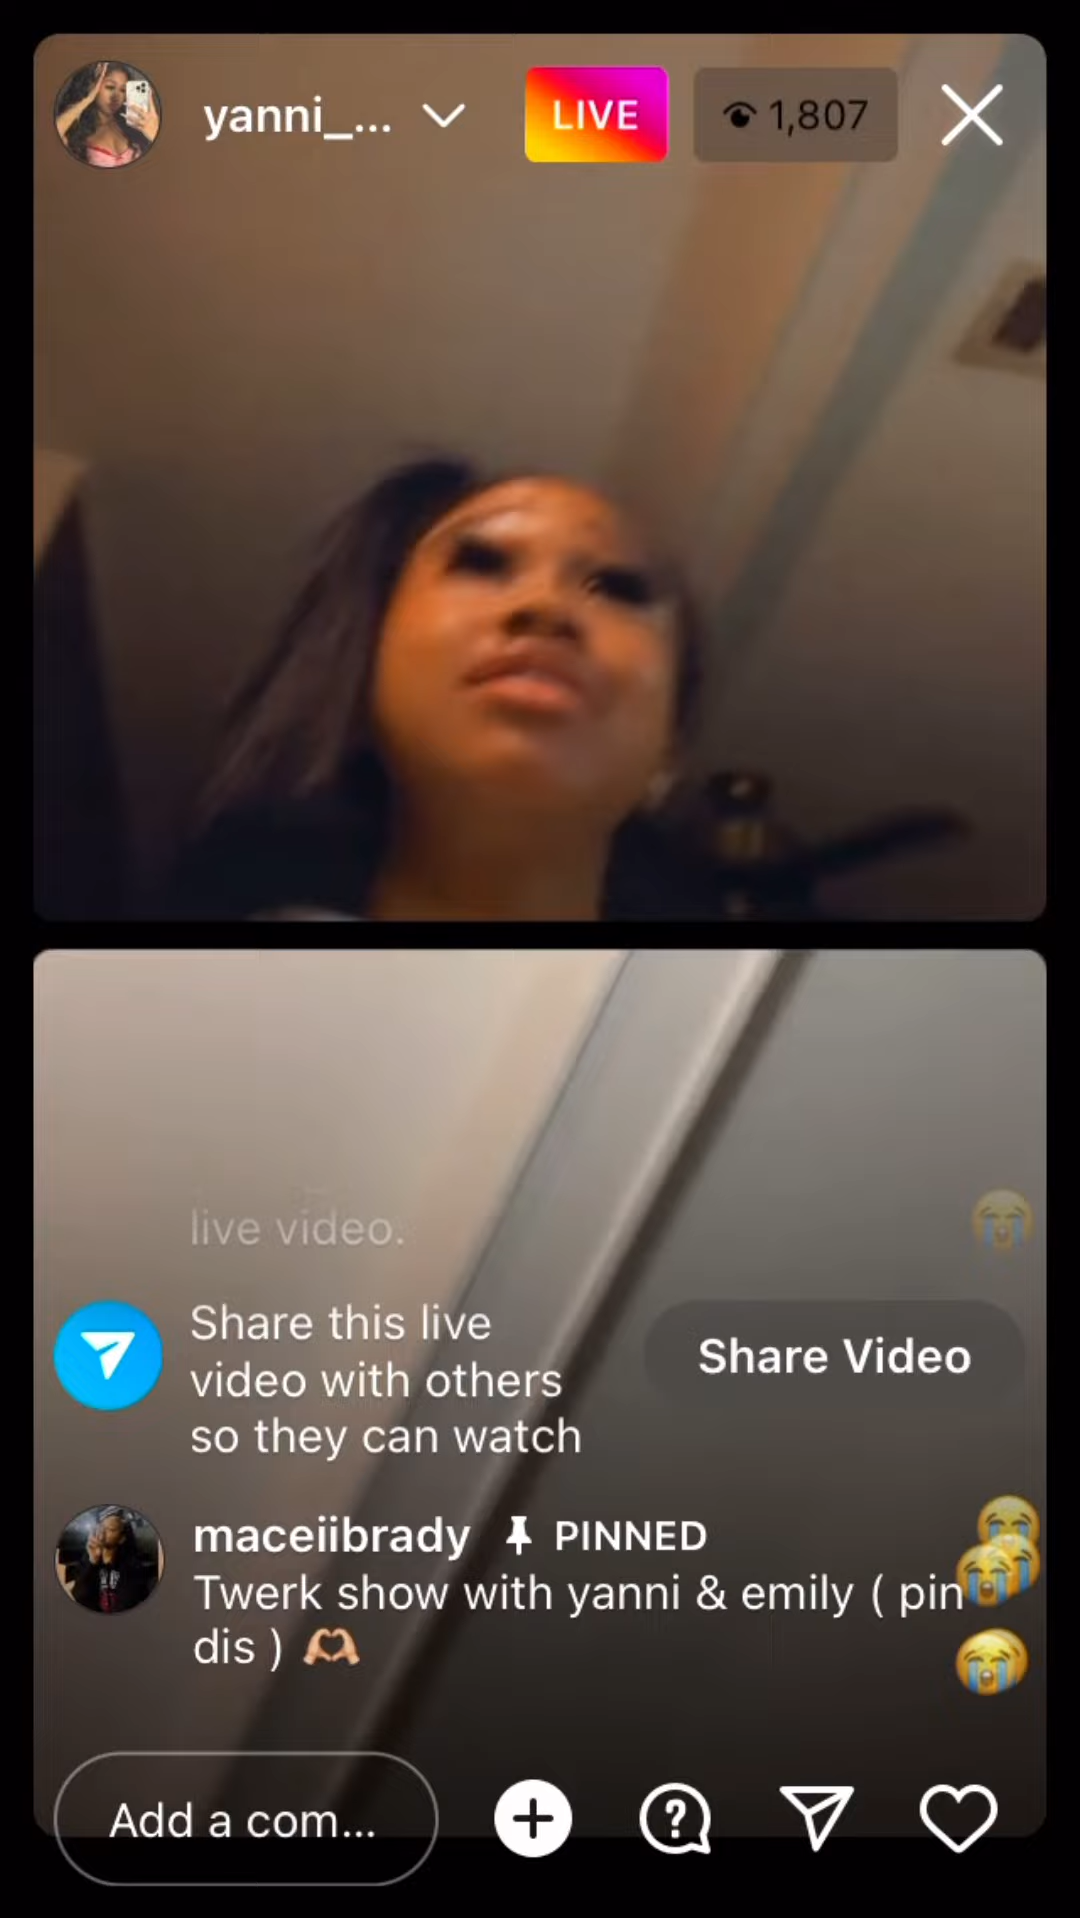 yanni_...
LIVE
1,807
live video.
Share this live
video with others
so they can watch
Share Video
maceiibrady PINNED
Twerk show with yanni & emily ( pin
dis ) 🫶🏻
Add a com...